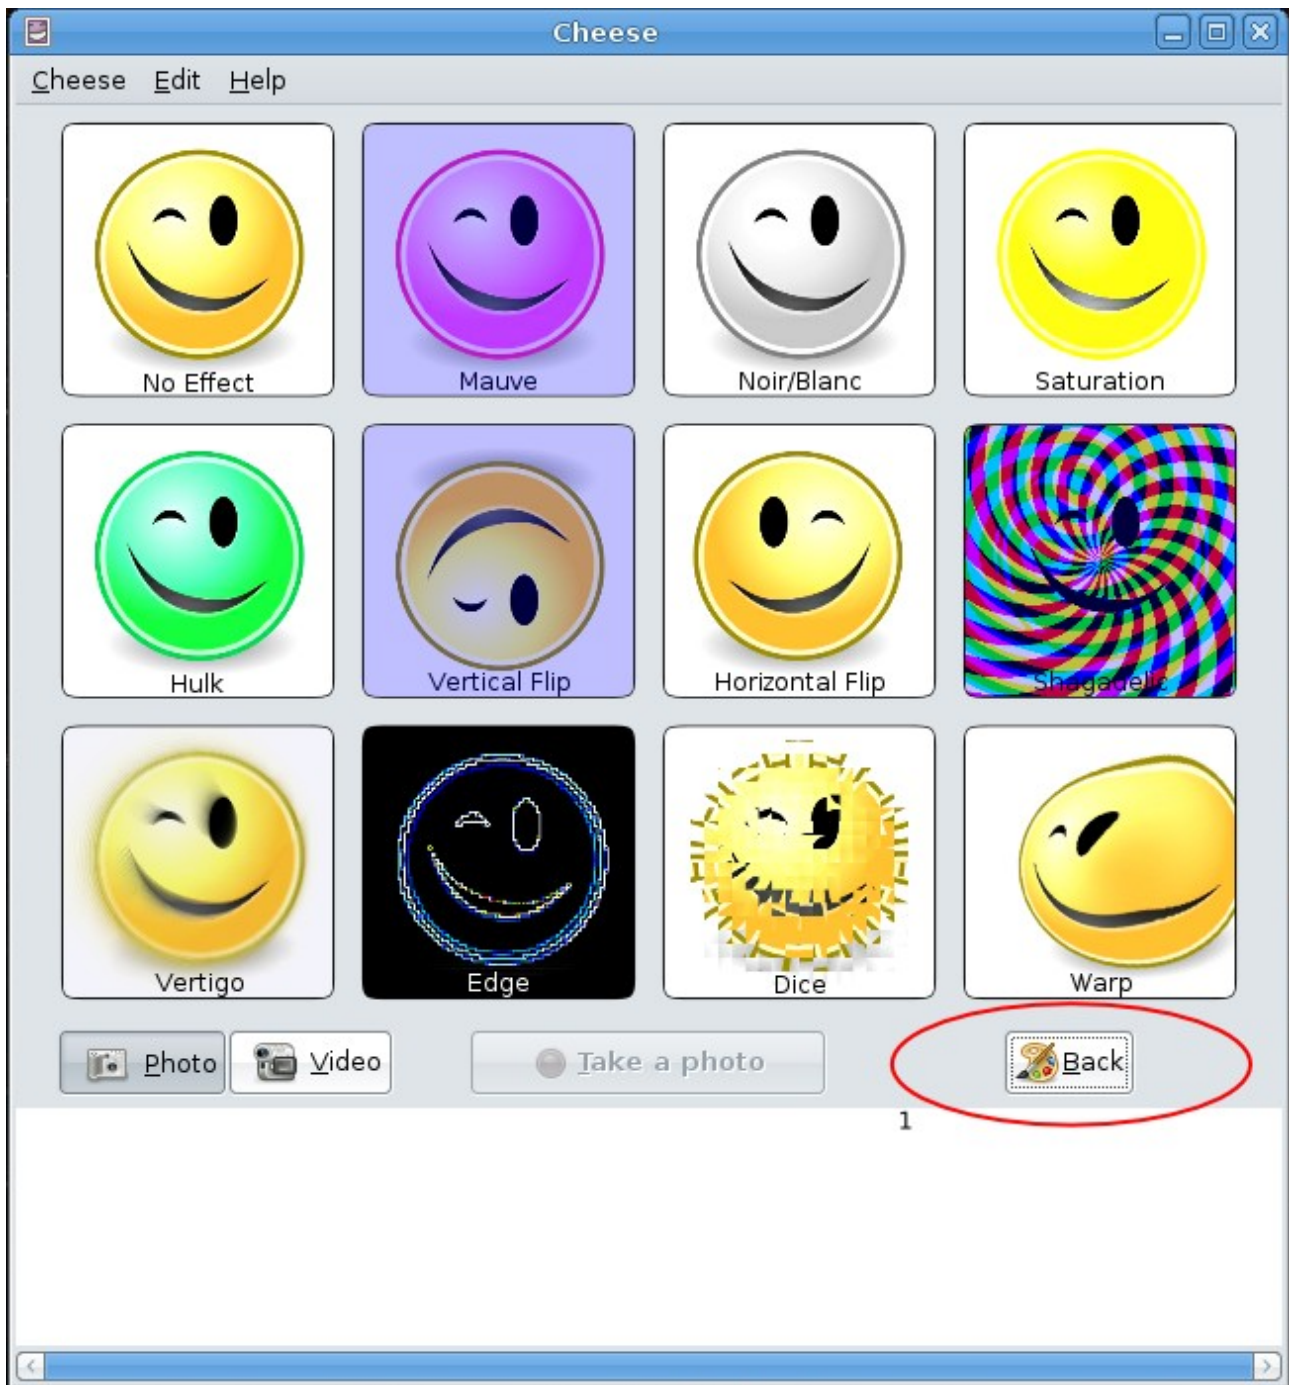 Cheese
Cheese Edit Help
No Effect Mauve Noir/Blanc Saturation
Hulk Vertical Flip Horizontal Flip Shagadelic
Vertigo Edge Dice Warp
Photo Video Take a photo Back
1